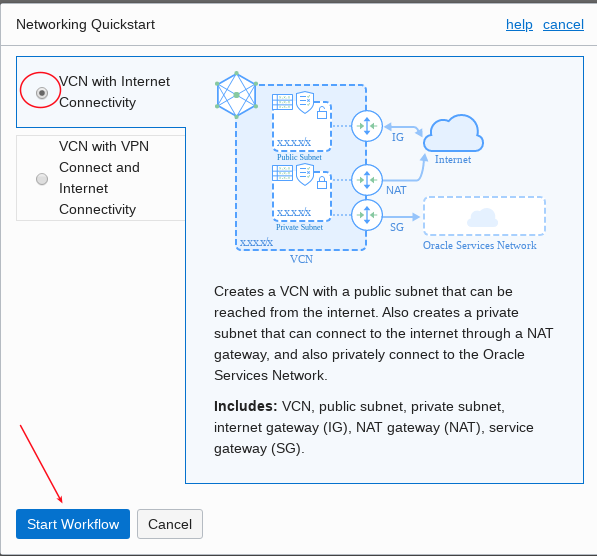 Networking Quickstart
help cancel
VCN with Internet
Connectivity
VCN with VPN
Connect and
Internet
Connectivity
X.X.X.X/X
Public Subnet
X.X.X.X/X
Private Subnet
X.X.X.X/X
VCN
IG
Internet
NAT
SG
Oracle Services Network
Creates a VCN with a public subnet that can be
reached from the internet. Also creates a private
subnet that can connect to the internet through a NAT
gateway, and also privately connect to the Oracle
Services Network.
Includes: VCN, public subnet, private subnet,
internet gateway (IG), NAT gateway (NAT), service
gateway (SG).
Start Workflow
Cancel